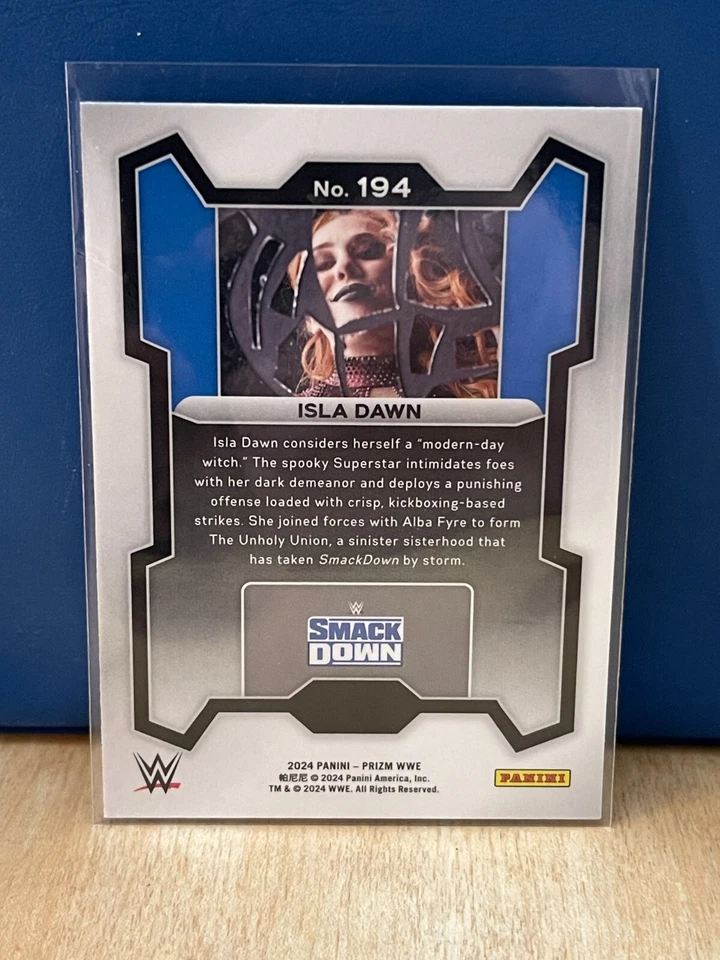 No. 194
ISLA DAWN
Isla Dawn considers herself a "modern-day
witch." The spooky Superstar intimidates foes
with her dark demeanor and deploys a punishing
offense loaded with crisp, kickboxing-based
strikes. She joined forces with Alba Fyre to form
The Unholy Union, a sinister sisterhood that
has taken SmackDown by storm.
W
SMACK
DOWN
W
2024 PANINI – PRIZM WWE
帕尼尼 © 2024 Panini America, Inc.
TM & © 2024 WWE. All Rights Reserved.
PANINI